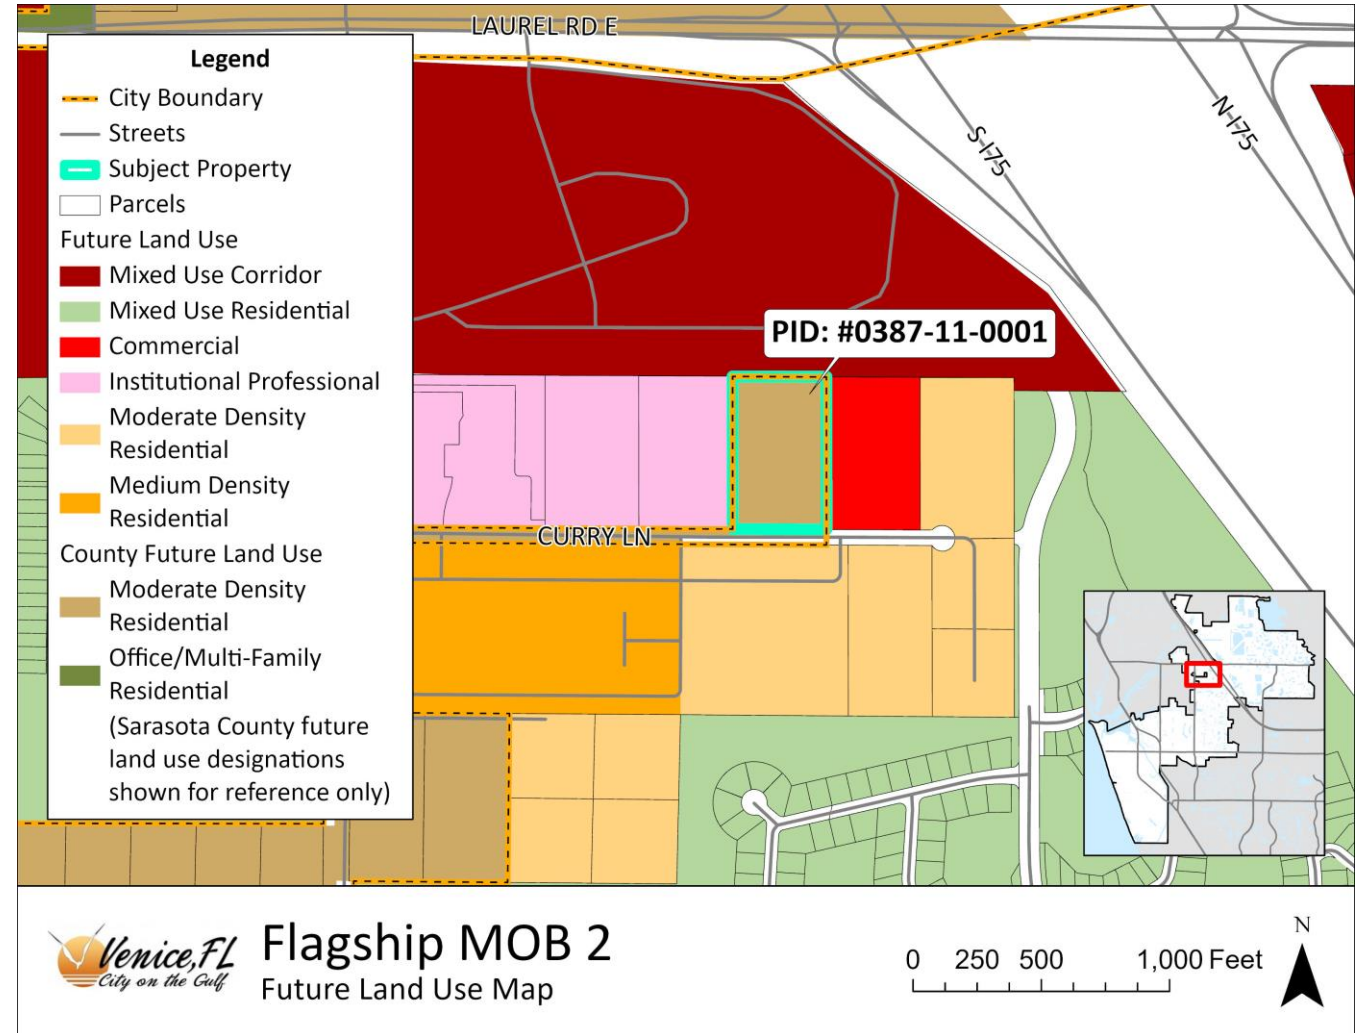 LAUREL RD E
Legend
City Boundary
Streets
Subject Property
Parcels
Future Land Use
Mixed Use Corridor
Mixed Use Residential
Commercial
Institutional Professional
Moderate Density
Residential
Medium Density
Residential
County Future Land Use
Moderate Density
Residential
Office/Multi-Family
Residential
(Sarasota County future
land use designations
shown for reference only)
S I75
N I75
PID: #0387-11-0001
CURRY LN
Venice, FL
City on the Gulf
Flagship MOB 2
Future Land Use Map
0 250 500 1,000 Feet
N